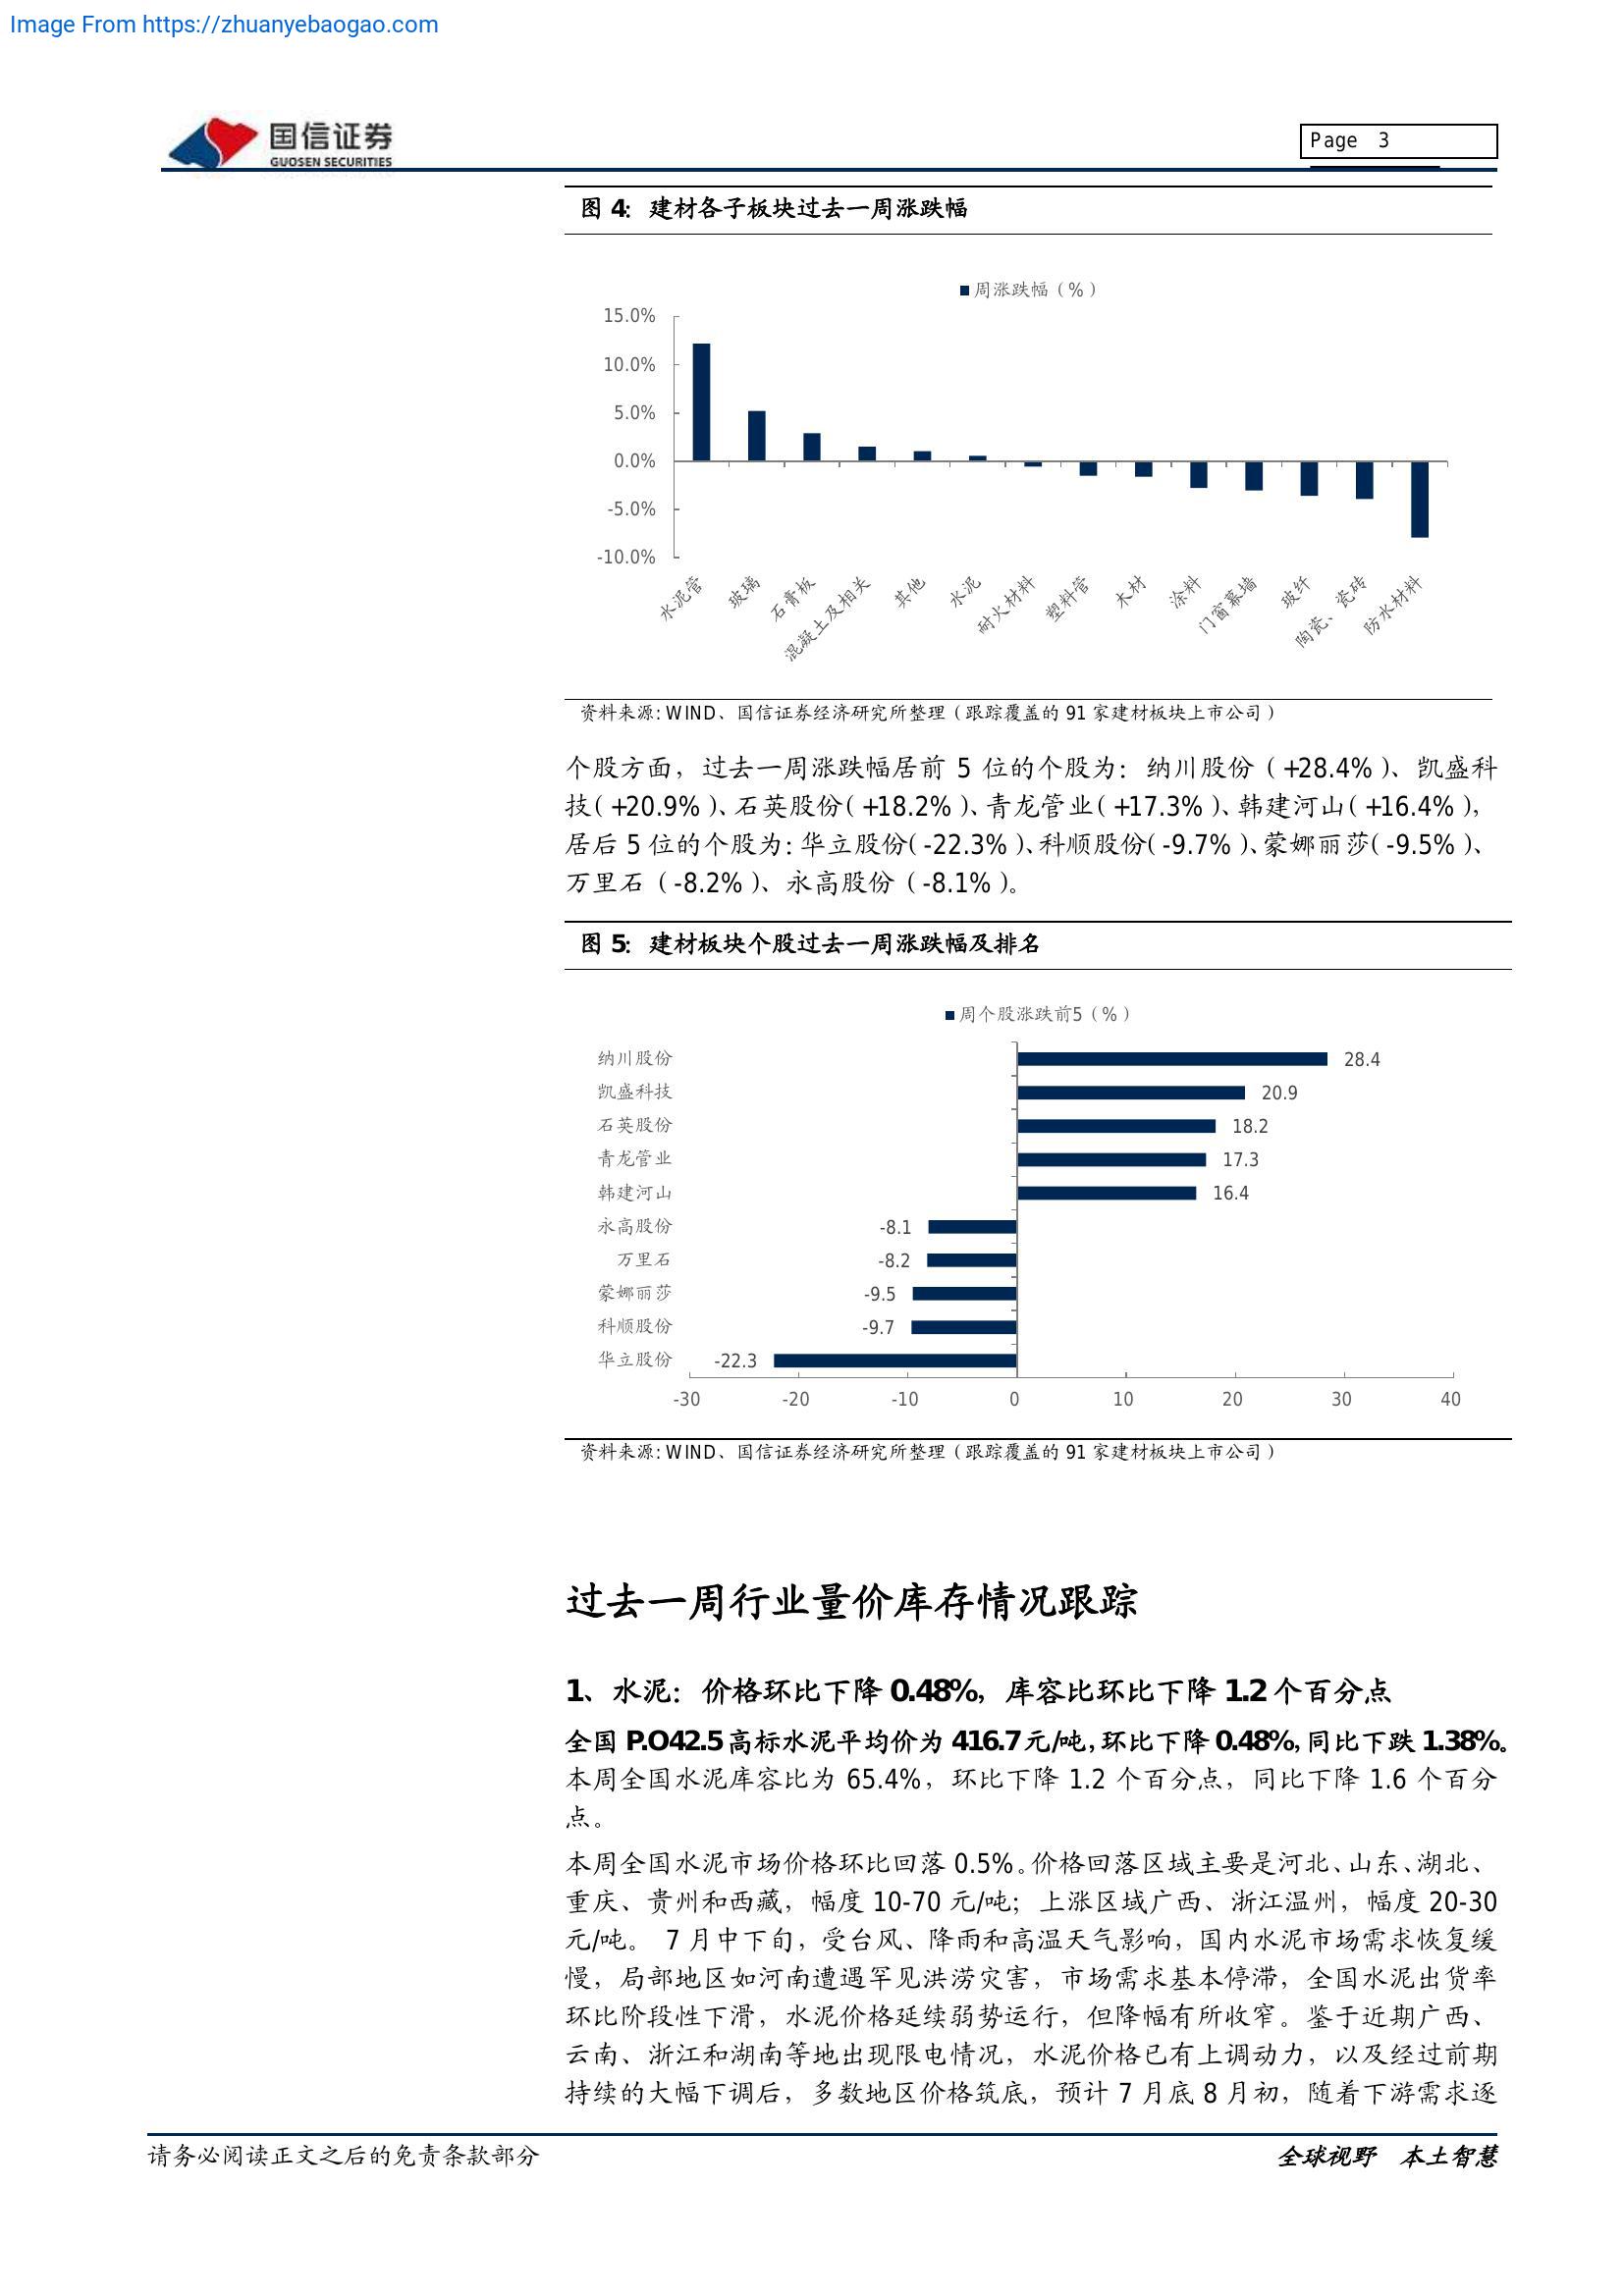 Image From https://zhuanyebaogao.com
国信证券
GUOSEN SECURITIES
Page 3
图 4：建材各子板块过去一周涨跌幅
周涨跌幅（%）
15.0%
10.0%
5.0%
0.0%
-5.0%
-10.0%
水泥管
玻璃
石膏板
混凝土及相关
其他
水泥
耐火材料
塑料管
木材
涂料
门窗幕墙
玻纤
陶瓷、瓷砖
防水材料
资料来源：WIND、国信证券经济研究所整理（跟踪覆盖的 91 家建材板块上市公司）
个股方面，过去一周涨跌幅居前 5 位的个股为：纳川股份（+28.4%）、凯盛科
技（+20.9%）、石英股份（+18.2%）、青龙管业（+17.3%）、韩建河山（+16.4%），
居后 5 位的个股为：华立股份（-22.3%）、科顺股份（-9.7%）、蒙娜丽莎（-9.5%）、
万里石（-8.2%）、永高股份（-8.1%）。
图 5：建材板块个股过去一周涨跌幅及排名
周个股涨跌前5（%）
纳川股份 28.4
凯盛科技 20.9
石英股份 18.2
青龙管业 17.3
韩建河山 16.4
永高股份 -8.1
万里石 -8.2
蒙娜丽莎 -9.5
科顺股份 -9.7
华立股份 -22.3
-30 -20 -10 0 10 20 30 40
资料来源：WIND、国信证券经济研究所整理（跟踪覆盖的 91 家建材板块上市公司）
过去一周行业量价库存情况跟踪
1、水泥：价格环比下降 0.48%，库容比环比下降 1.2 个百分点
全国 P.O42.5 高标水泥平均价为 416.7 元/吨，环比下降 0.48%，同比下跌 1.38%。
本周全国水泥库容比为 65.4%，环比下降 1.2 个百分点，同比下降 1.6 个百分
点。
本周全国水泥市场价格环比回落 0.5%。价格回落区域主要是河北、山东、湖北、
重庆、贵州和西藏，幅度 10-70 元/吨；上涨区域广西、浙江温州，幅度 20-30
元/吨。 7 月中下旬，受台风、降雨和高温天气影响，国内水泥市场需求恢复缓
慢，局部地区如河南遭遇罕见洪涝灾害，市场需求基本停滞，全国水泥出货率
环比阶段性下滑，水泥价格延续弱势运行，但降幅有所收窄。鉴于近期广西、
云南、浙江和湖南等地出现限电情况，水泥价格已有上调动力，以及经过前期
持续的大幅下调后，多数地区价格筑底，预计 7 月底 8 月初，随着下游需求逐
请务必阅读正文之后的免责条款部分
全球视野 本土智慧